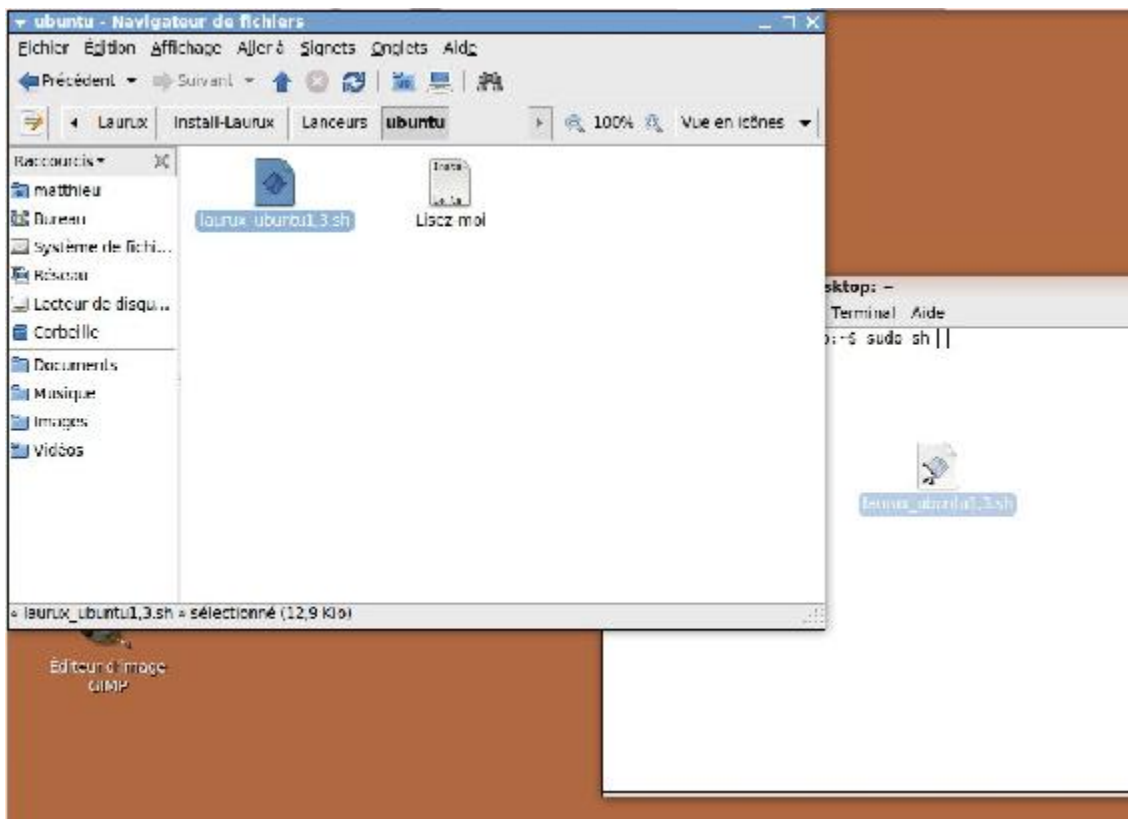 ubuntu - Navigateur de fichiers
Fichier Édition Affichage Aller à Signets Onglets Aide
Précédent Suivant
Laurux Install-Laurux Lanceurs ubuntu 100% Vue en icônes
Raccourcis
matthieu
Bureau
Système de fichi...
Réseau
Lecteur de disqu...
Corbeille
Documents
Musique
Images
Vidéos
laurux_ubuntu1,3.sh
Lisez moi
« laurux_ubuntu1,3.sh » sélectionné (12,9 Kio)
sktop: ~
Terminal Aide
:~$ sudo sh
laurux_ubuntu1,3.sh
Éditeur d'image
GIMP